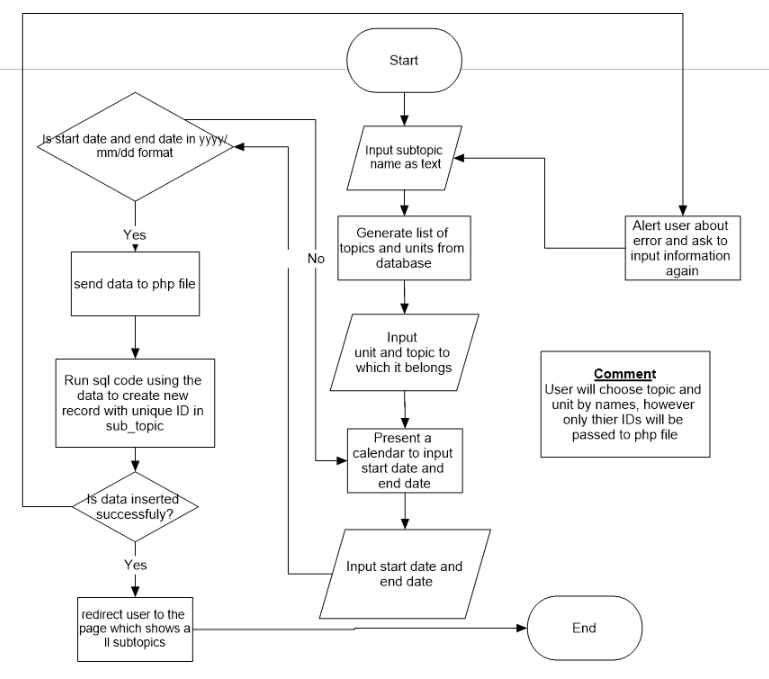 Start
Input subtopic
name as text
Generate list of
topics and units from
database
Input
unit and topic to
which it belongs
Present a
calendar to input
start date and
end date
Input start date and
end date
Is start date and end date in yyyy/
mm/dd format
No
Yes
send data to php file
Run sql code using the
data to create new
record with unique ID in
sub_topic
Is data inserted
successfuly?
Yes
redirect user to the
page which shows a
ll subtopics
End
Alert user about
error and ask to
input information
again
Comment
User will choose topic and
unit by names, however
only thier IDs will be
passed to php file